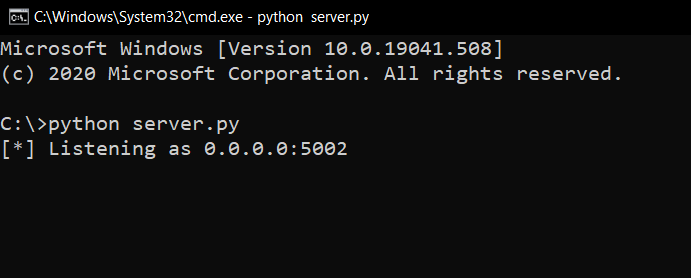 C:\Windows\System32\cmd.exe - python  server.py
Microsoft Windows [Version 10.0.19041.508]
(c) 2020 Microsoft Corporation. All rights reserved.
C:\>python server.py
[*] Listening as 0.0.0.0:5002